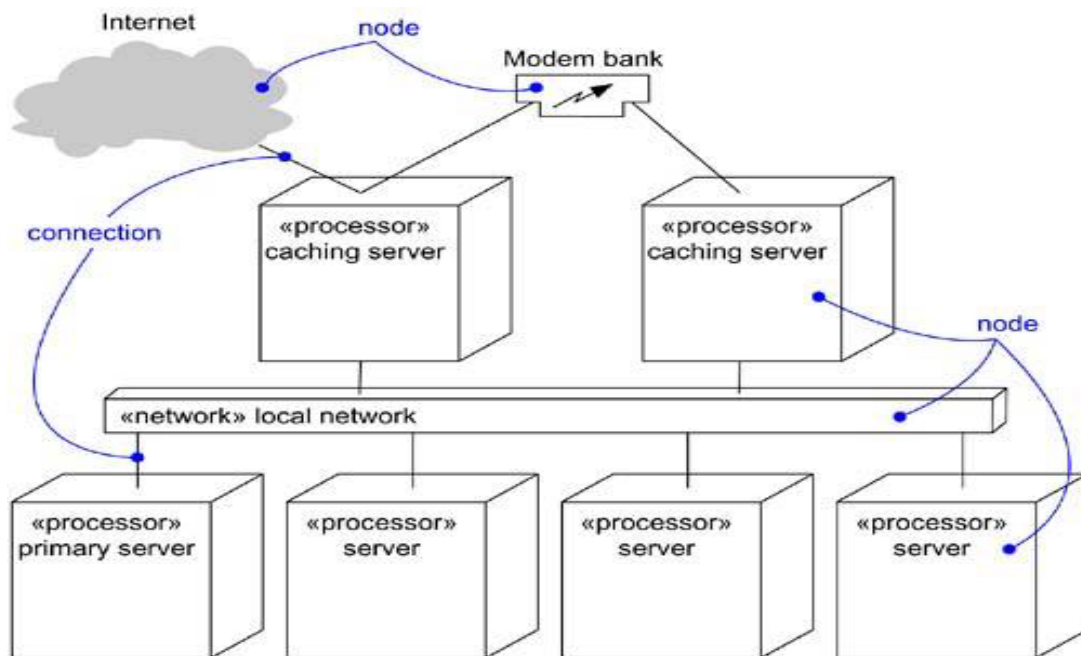 Internet
node
Modem bank
«processor»
caching server
«processor»
caching server
connection
node
«network» local network
«processor»
primary server
«processor»
server
«processor»
server
«processor»
server